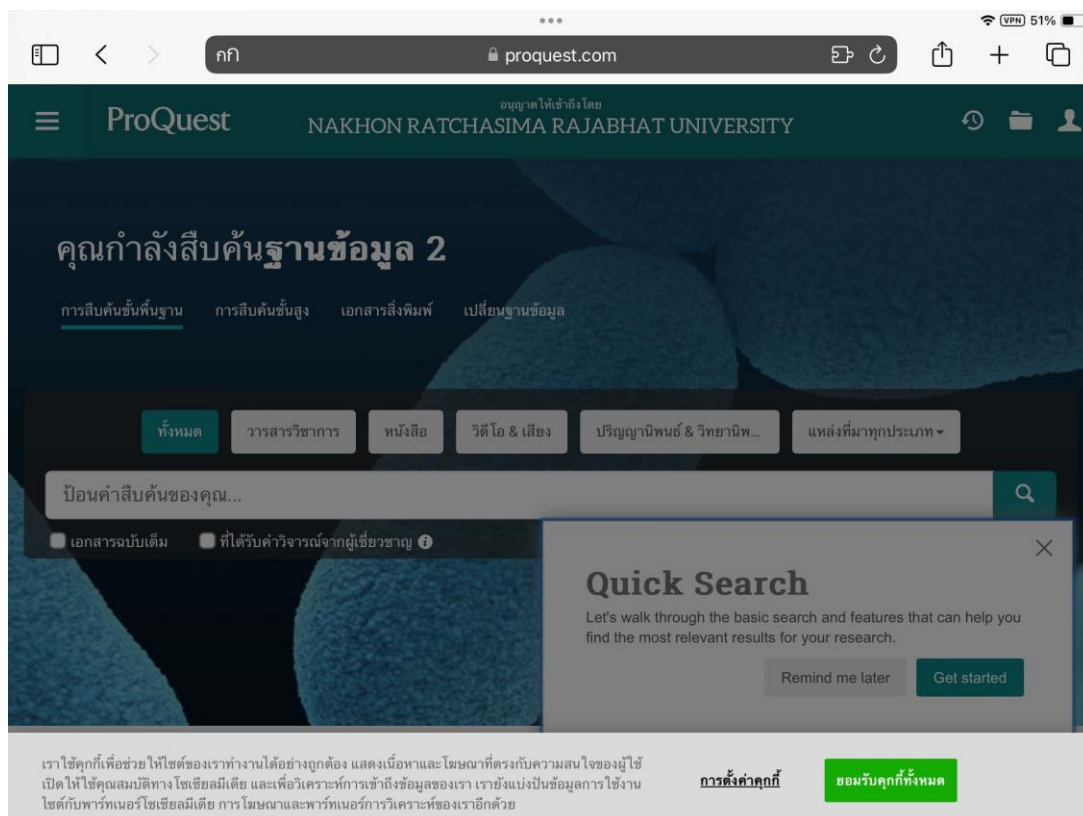 VPN 51%
กกิ proquest.com
อนุญาตให้เข้าถึงโดย
ProQuest NAKHON RATCHASIMA RAJABHAT UNIVERSITY
คุณกำลังสืบค้นฐานข้อมูล 2
การสืบค้นขั้นพื้นฐาน การสืบค้นขั้นสูง เอกสารสิ่งพิมพ์ เปลี่ยนฐานข้อมูล
ทั้งหมด วารสารวิชาการ หนังสือ วิดีโอ & เสียง ปริญญานิพนธ์ & วิทยานิพ... แหล่งที่มาทุกประเภท
ป้อนคำสืบค้นของคุณ...
เอกสารฉบับเต็ม ที่ได้รับคำวิจารณ์จากผู้เชี่ยวชาญ
Quick Search
Let's walk through the basic search and features that can help you
find the most relevant results for your research.
Remind me later Get started
เราใช้คุกกี้เพื่อช่วยให้ไซต์ของเราทำงานได้อย่างถูกต้อง แสดงเนื้อหาและโฆษณาที่ตรงกับความสนใจของผู้ใช้
เปิดให้ใช้คุณสมบัติทางโซเชียลมีเดีย และเพื่อวิเคราะห์การเข้าถึงข้อมูลของเรา เรายังแบ่งปันข้อมูลการใช้งาน
ไซต์กับพาร์ทเนอร์โซเชียลมีเดีย การโฆษณาและพาร์ทเนอร์การวิเคราะห์ของเราอีกด้วย
การตั้งค่าคุกกี้ ยอมรับคุกกี้ทั้งหมด